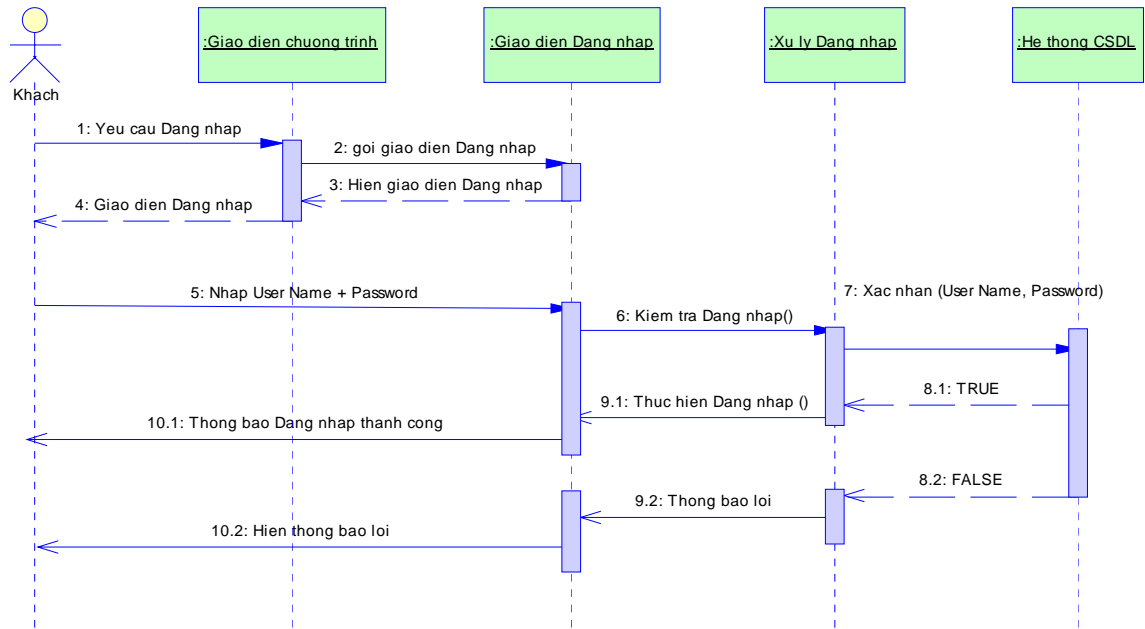 :Giao dien chuong trinh
:Giao dien Dang nhap
:Xu ly Dang nhap
:He thong CSDL
Khach
1: Yeu cau Dang nhap
2: goi giao dien Dang nhap
3: Hien giao dien Dang nhap
4: Giao dien Dang nhap
5: Nhap User Name + Password
6: Kiem tra Dang nhap()
7: Xac nhan (User Name, Password)
8.1: TRUE
9.1: Thuc hien Dang nhap ()
10.1: Thong bao Dang nhap thanh cong
8.2: FALSE
9.2: Thong bao loi
10.2: Hien thong bao loi